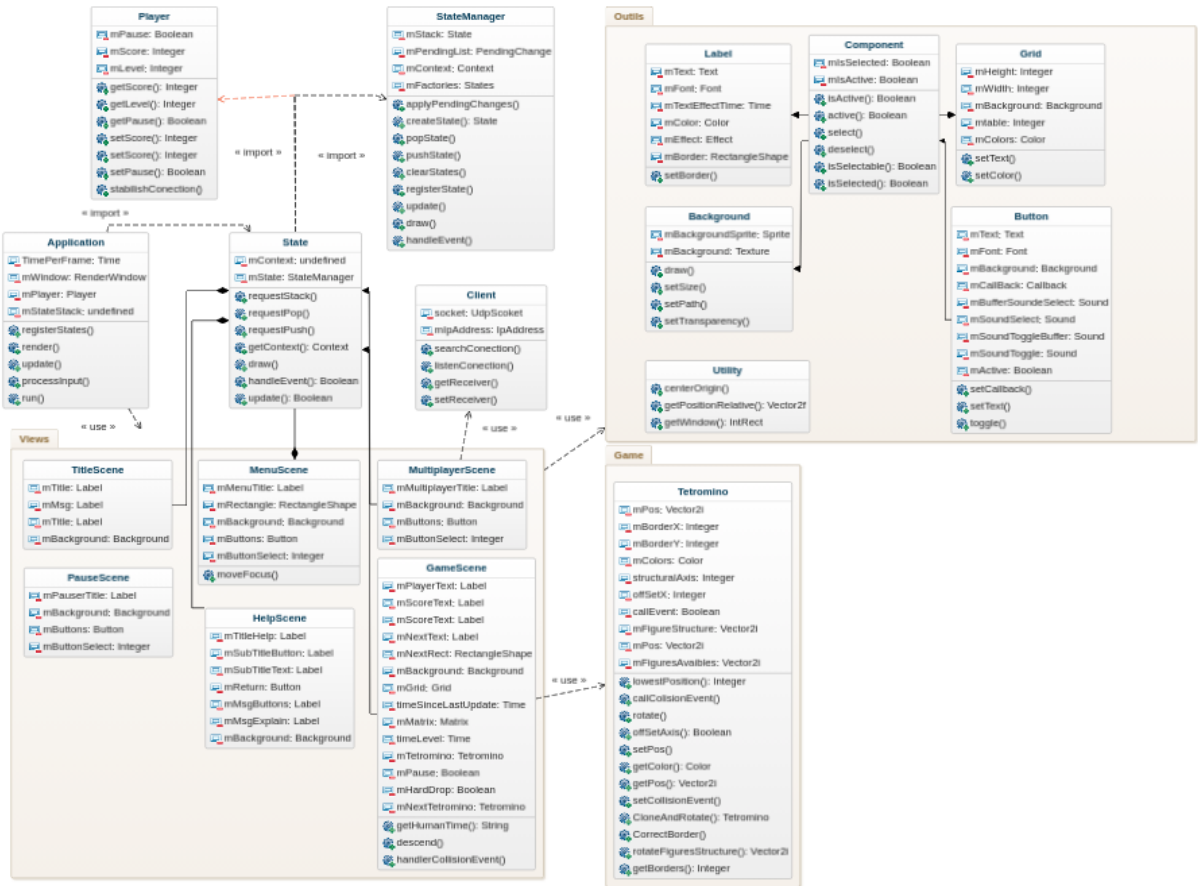 Player
mPause: Boolean
mScore: Integer
mLevel: Integer
getScore(): Integer
getLevel(): Integer
getPause(): Boolean
setScore(): Integer
setScore(): Integer
setPause(): Boolean
stabilishConection()
StateManager
mStack: State
mPendingList: PendingChange
mContext: Context
mFactories: States
applyPendingChanges()
createState(): State
popState()
pushState()
clearStates()
registerState()
update()
draw()
handleEvent()
« import »
« import »
« import »
Application
TimePerFrame: Time
mWindow: RenderWindow
mPlayer: Player
mStateStack: undefined
registerStates()
render()
update()
processInput()
run()
State
mContext: undefined
mState: StateManager
requestStack()
requestPop()
requestPush()
getContext(): Context
draw()
handleEvent(): Boolean
update(): Boolean
Client
socket: UdpScoket
mIpAddress: IpAddress
searchConection()
listenConection()
getReceiver()
setReceiver()
« use »
« use »
« use »
Views
TitleScene
mTitle: Label
mMsg: Label
mTitle: Label
mBackground: Background
MenuScene
mMenuTitle: Label
mRectangle: RectangleShape
mBackground: Background
mButtons: Button
mButtonSelect: Integer
moveFocus()
MultiplayerScene
mMultiplayerTitle: Label
mBackground: Background
mButtons: Button
mButtonSelect: Integer
PauseScene
mPauserTitle: Label
mBackground: Background
mButtons: Button
mButtonSelect: Integer
HelpScene
mTitleHelp: Label
mSubTitleButton: Label
mSubTitleText: Label
mReturn: Button
mMsgButtons: Label
mMsgExplain: Label
mBackground: Background
GameScene
mPlayerText: Label
mScoreText: Label
mScoreText: Label
mNextText: Label
mNextRect: RectangleShape
mBackground: Background
mGrid: Grid
timeSinceLastUpdate: Time
mMatrix: Matrix
timeLevel: Time
mTetromino: Tetromino
mPause: Boolean
mHardDrop: Boolean
mNextTetromino: Tetromino
getHumanTime(): String
descend()
handlerCollisionEvent()
« use »
Outils
Label
mText: Text
mFont: Font
mTextEffectTime: Time
mColor: Color
mEffect: Effect
mBorder: RectangleShape
setBorder()
Component
mIsSelected: Boolean
mIsActive: Boolean
isActive(): Boolean
active(): Boolean
select()
deselect()
isSelectable(): Boolean
isSelected(): Boolean
Grid
mHeight: Integer
mWidth: Integer
mBackground: Background
mtable: Integer
mColors: Color
setText()
setColor()
Background
mBackgroundSprite: Sprite
mBackground: Texture
draw()
setSize()
setPath()
setTransparency()
Button
mText: Text
mFont: Font
mBackground: Background
mCallBack: Callback
mBufferSoundeSelect: Sound
mSoundSelect: Sound
mSoundToggleBuffer: Sound
mSoundToggle: Sound
mActive: Boolean
setCallback()
setText()
toggle()
Utility
centerOrigin()
getPositionRelative(): Vector2f
getWindow(): IntRect
Game
Tetromino
mPos: Vector2i
mBorderX: Integer
mBorderY: Integer
mColors: Color
structuralAxis: Integer
offSetX: Integer
callEvent: Boolean
mFigureStructure: Vector2i
mPos: Vector2i
mFiguresAvaibles: Vector2i
lowestPosition(): Integer
callColisionEvent()
rotate()
offSetAxis(): Boolean
setPos()
getColor(): Color
getPos(): Vector2i
setCollisionEvent()
CloneAndRotate(): Tetromino
CorrectBorder()
rotateFiguresStructure(): Vector2i
getBorders(): Integer